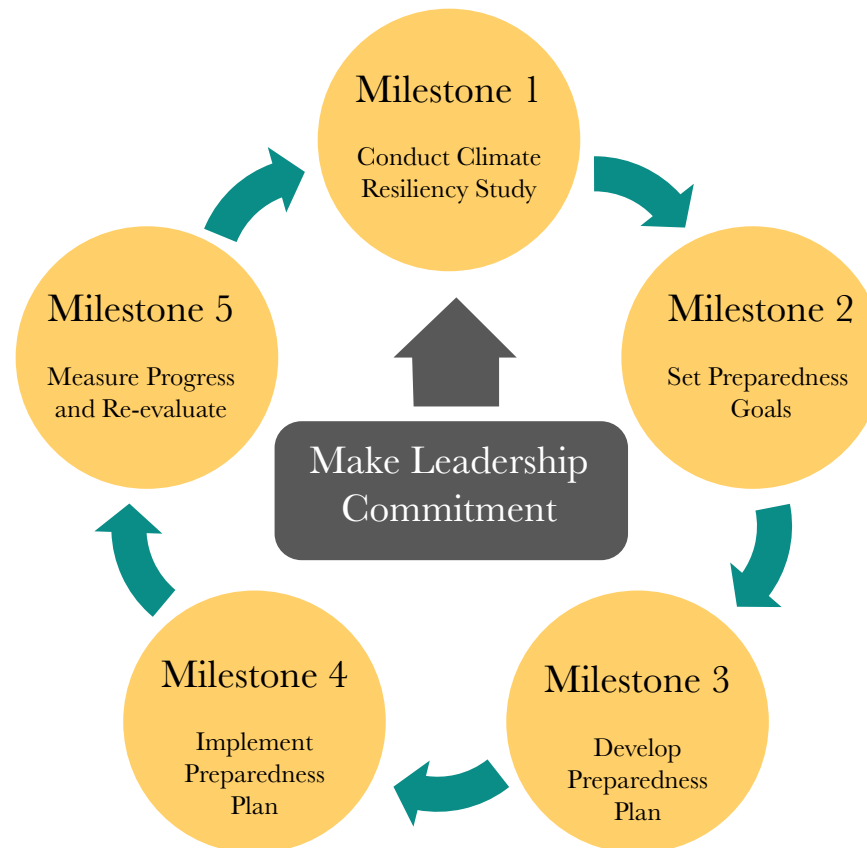 Milestone 1
Conduct Climate
Resiliency Study
Milestone 2
Set Preparedness
Goals
Milestone 3
Develop
Preparedness
Plan
Milestone 4
Implement
Preparedness
Plan
Milestone 5
Measure Progress
and Re-evaluate
Make Leadership
Commitment